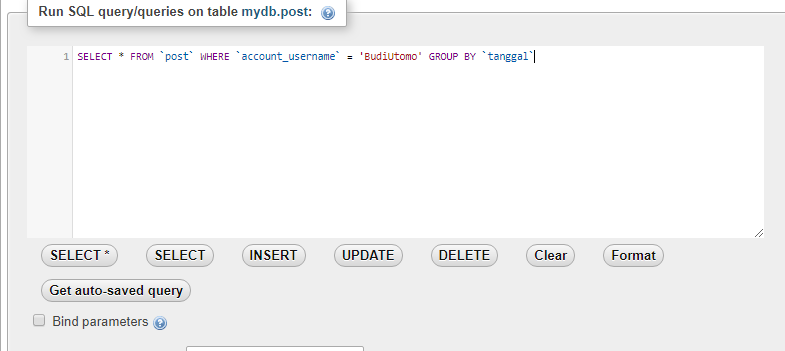 Run SQL query/queries on table mydb.post:
1 SELECT * FROM `post` WHERE `account_username` = 'BudiUtomo' GROUP BY `tanggal`
SELECT * SELECT INSERT UPDATE DELETE Clear Format
Get auto-saved query
Bind parameters